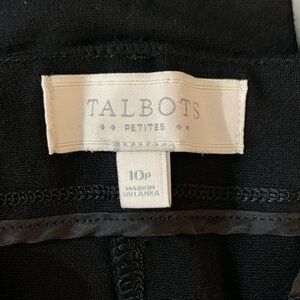 TALBOTS
PETITES
10P
MADE IN
SRI LANKA